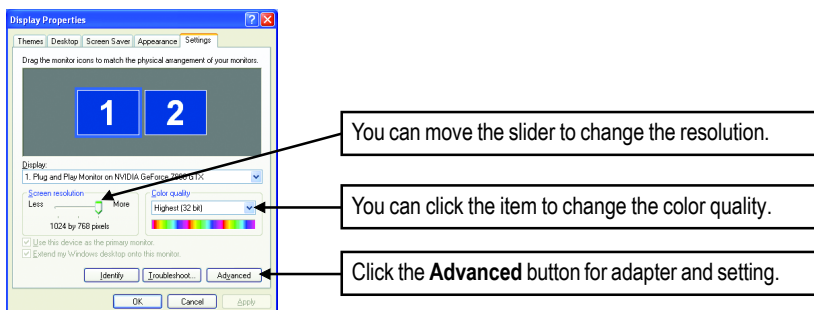 Display Properties
Themes Desktop Screen Saver Appearance Settings
Drag the monitor icons to match the physical arrangement of your monitors.
1 2
You can move the slider to change the resolution.
Display:
1. Plug and Play Monitor on NVIDIA GeForce GTX
Screen resolution
Less More
1024 by 768 pixels
Color quality
Highest (32 bit)
You can click the item to change the color quality.
Use this device as the primary monitor.
Extend my Windows desktop onto this monitor.
Identify Troubleshoot... Advanced
Click the Advanced button for adapter and setting.
OK Cancel Apply